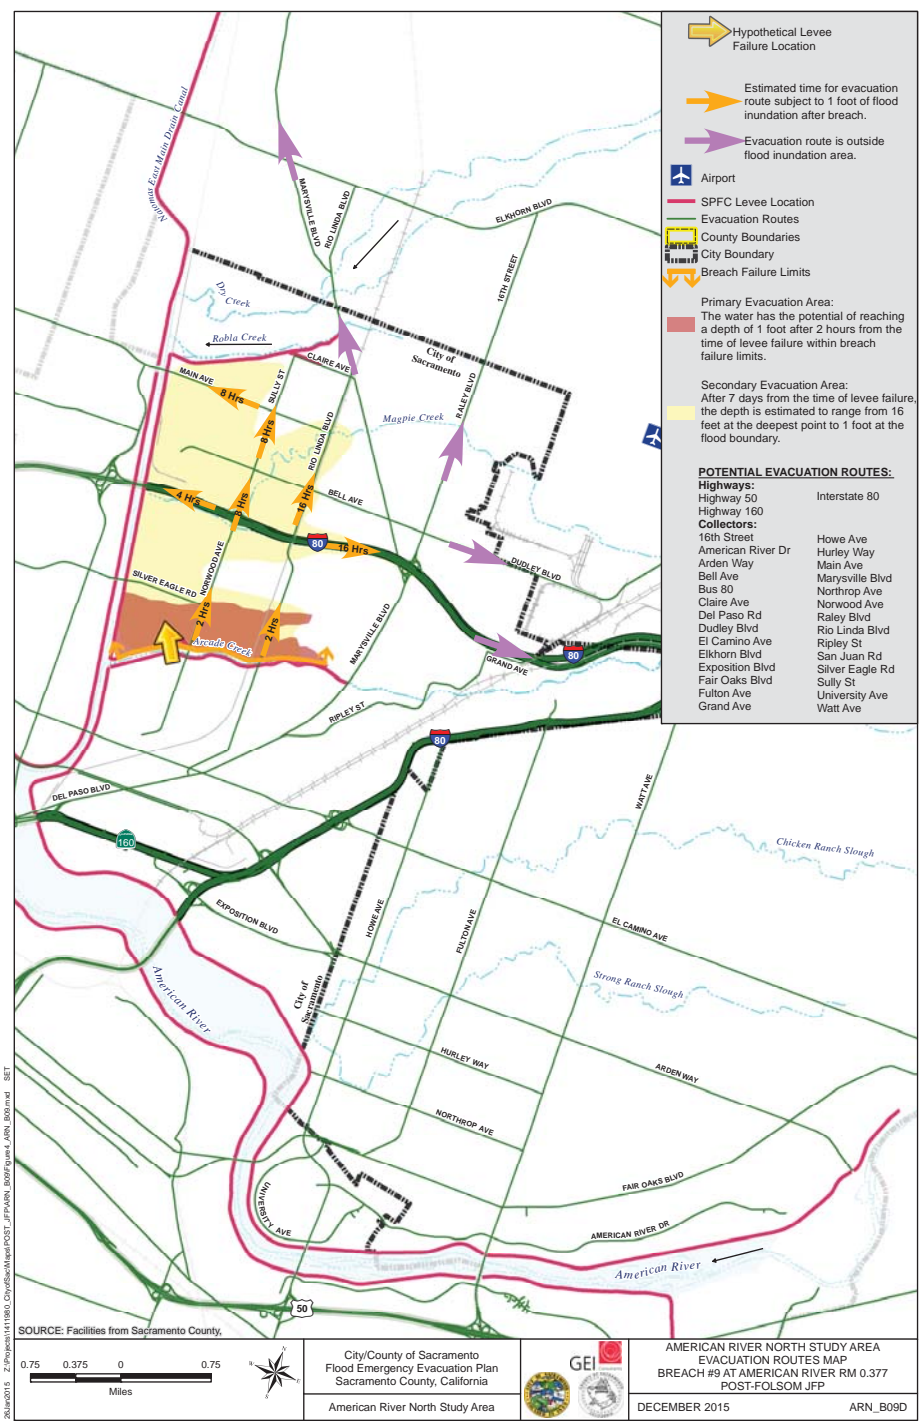 Hypothetical Levee
Failure Location
Estimated time for evacuation
route subject to 1 foot of flood
inundation after breach.
Evacuation route is outside
flood inundation area.
Airport
SPFC Levee Location
Evacuation Routes
County Boundaries
City Boundary
Breach Failure Limits
Primary Evacuation Area:
The water has the potential of reaching
a depth of 1 foot after 2 hours from the
time of levee failure within breach
failure limits.
Secondary Evacuation Area:
After 7 days from the time of levee failure,
the depth is estimated to range from 16
feet at the deepest point to 1 foot at the
flood boundary.
POTENTIAL EVACUATION ROUTES:
Highways:
Highway 50
Interstate 80
Highway 160
Collectors:
16th Street
American River Dr
Arden Way
Bell Ave
Bus 80
Claire Ave
Del Paso Rd
Dudley Blvd
El Camino Ave
Elkhorn Blvd
Exposition Blvd
Fair Oaks Blvd
Fulton Ave
Grand Ave
Howe Ave
Hurley Way
Main Ave
Marysville Blvd
Northrop Ave
Norwood Ave
Raley Blvd
Rio Linda Blvd
Ripley St
San Juan Rd
Silver Eagle Rd
Sully St
University Ave
Watt Ave
Natomas East Main Drain Canal
MARYSVILLE BLVD
RIO LINDA BLVD
ELKHORN BLVD
16TH STREET
Dry
Creek
Robla Creek
City of
Sacramento
CLAIRE AVE
MAIN AVE
8 Hrs
SULLY ST
8 Hrs
RIO LINDA BLVD
RALEY BLVD
Magpie Creek
BELL AVE
4 Hrs
8 Hrs
16 Hrs
80
16 Hrs
DUDLEY BLVD
NORWOOD AVE
SILVER EAGLE RD
2 Hrs
2 Hrs
Arcade Creek
MARYSVILLE BLVD
80
GRAND AVE
RIPLEY ST
80
DEL PASO BLVD
160
WATT AVE
Chicken Ranch Slough
EXPOSITION BLVD
HOWE AVE
FULTON AVE
EL CAMINO AVE
Strong Ranch Slough
American River
City of
Sacramento
HURLEY WAY
ARDEN WAY
NORTHROP AVE
FAIR OAKS BLVD
UNIVERSITY AVE
AMERICAN RIVER DR
American River
50
SOURCE: Facilities from Sacramento County,
0.75 0.375 0 0.75
Miles
City/County of Sacramento
Flood Emergency Evacuation Plan
Sacramento County, California
American River North Study Area
GEI
AMERICAN RIVER NORTH STUDY AREA
EVACUATION ROUTES MAP
BREACH #9 AT AMERICAN RIVER RM 0.377
POST-FOLSOM JFP
DECEMBER 2015
ARN_B09D